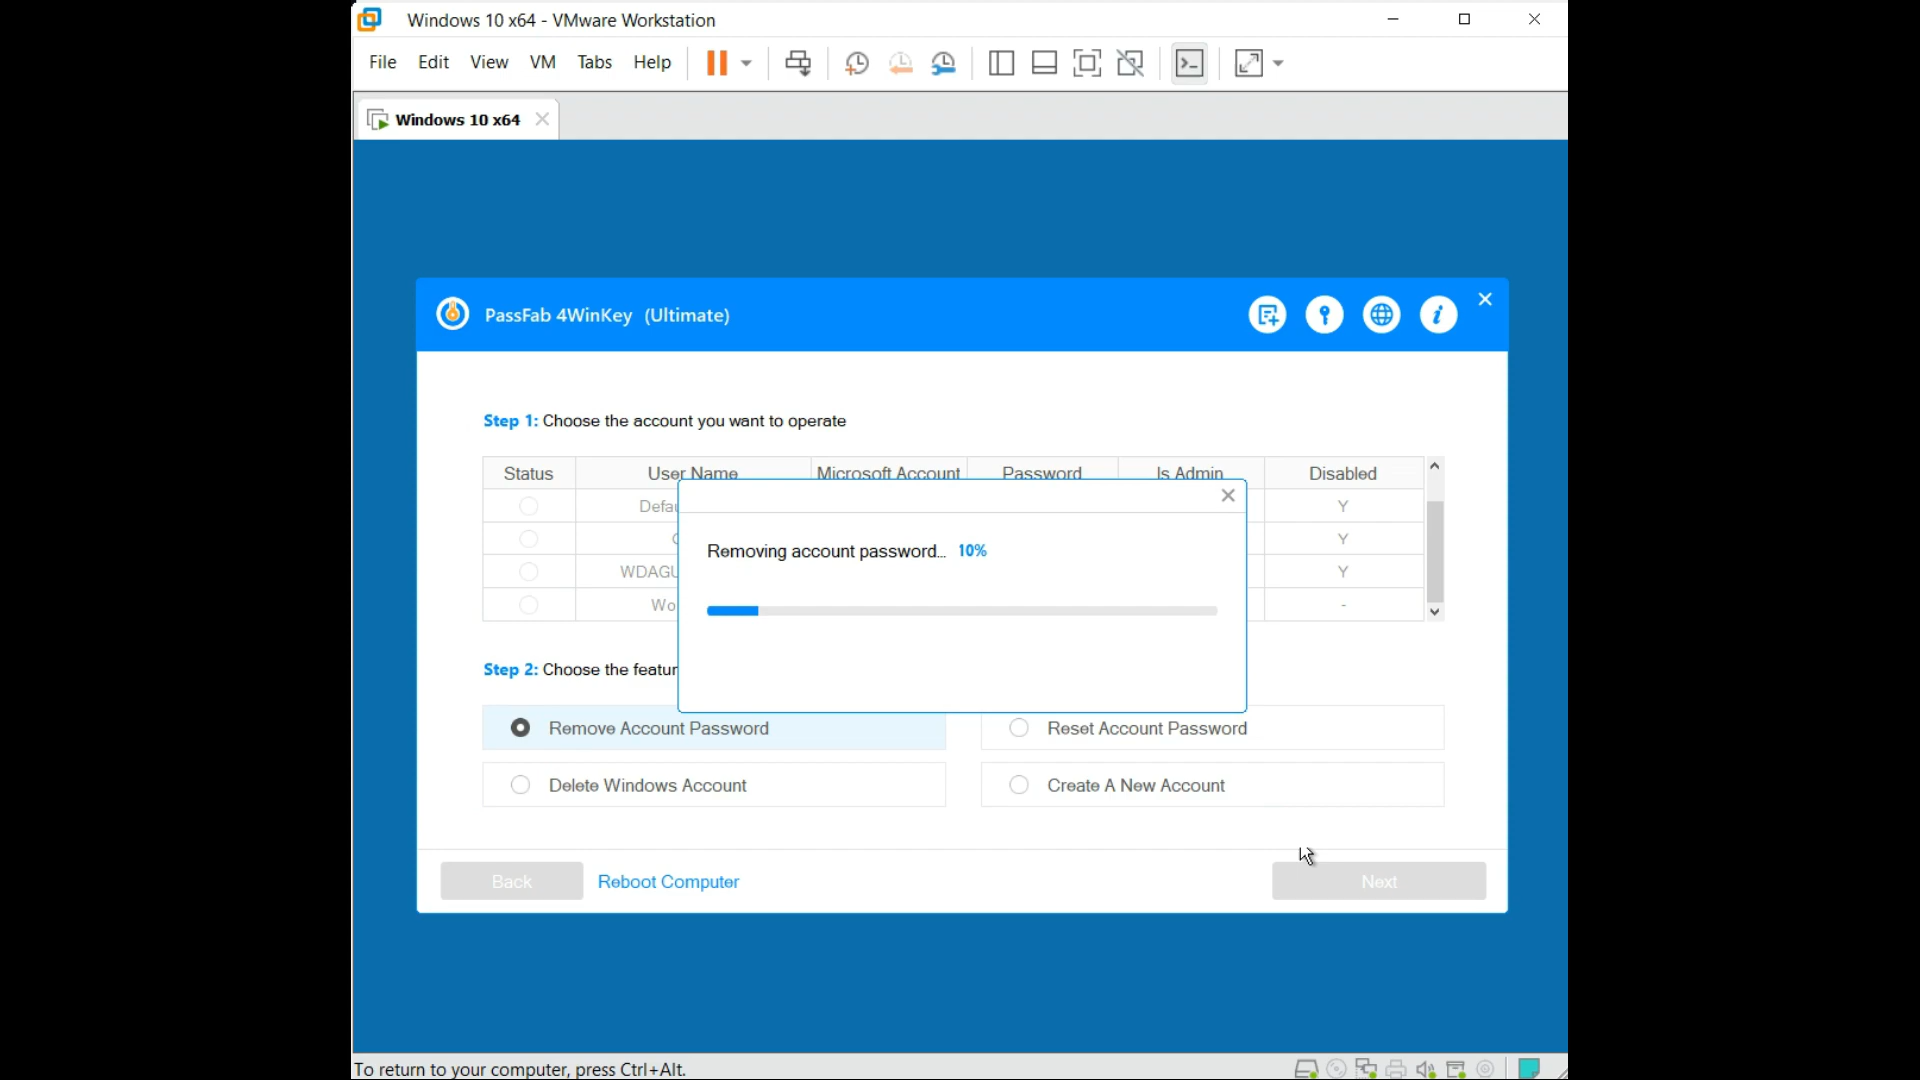 Windows 10 x64 - VMware Workstation
File Edit View VM Tabs Help
Windows 10 x64
PassFab 4WinKey (Ultimate)
Step 1: Choose the account you want to operate
Status User Name Microsoft Account Password Is Admin Disabled
Defau Y
Y
WDAGU Y
Wo -
Removing account password... 10%
Step 2: Choose the featur
Remove Account Password Reset Account Password
Delete Windows Account Create A New Account
Back Reboot Computer Next
To return to your computer, press Ctrl+Alt.